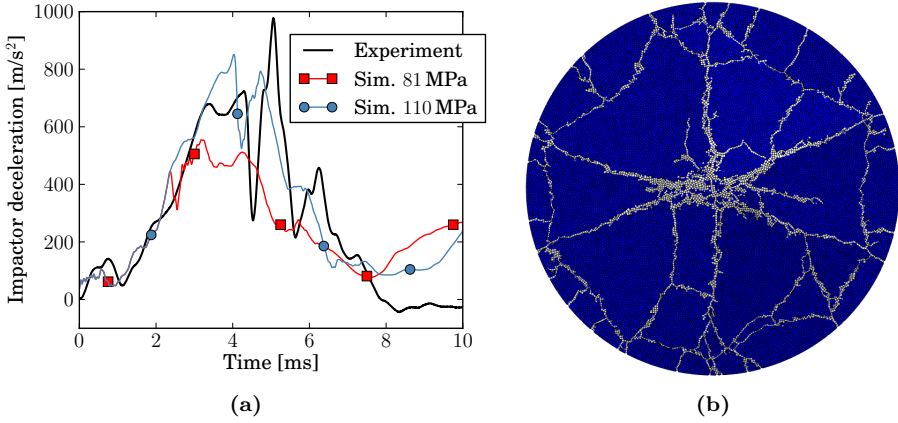 1000
800
600
400
200
0
Impactor deceleration [m/s²]
Experiment
Sim. 81 MPa
Sim. 110 MPa
0 2 4 6 8 10
Time [ms]
(a) (b)